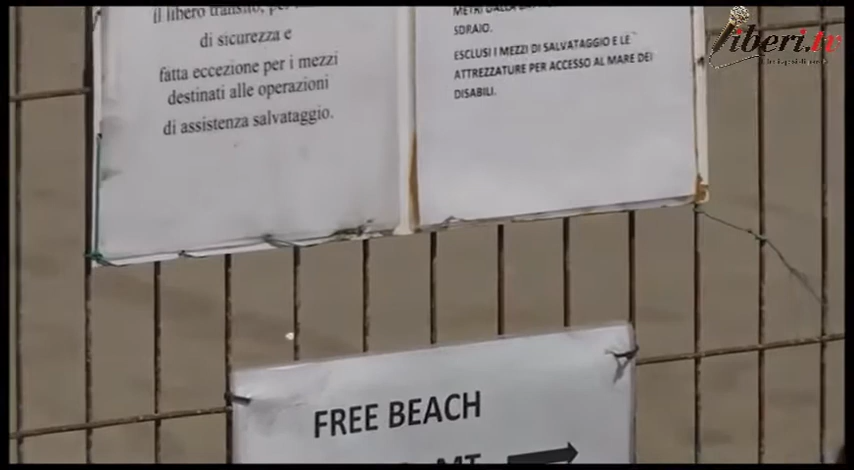 il libero transito, per
di sicurezza e
fatta eccezione per i mezzi
destinati alle operazioni
di assistenza salvataggio.
METRI DALLA
SDRAIO.
ESCLUSI I MEZZI DI SALVATAGGIO E LE
ATTREZZATURE PER ACCESSO AL MARE DEI
DISABILI.
liberi.tv
FREE BEACH
MT